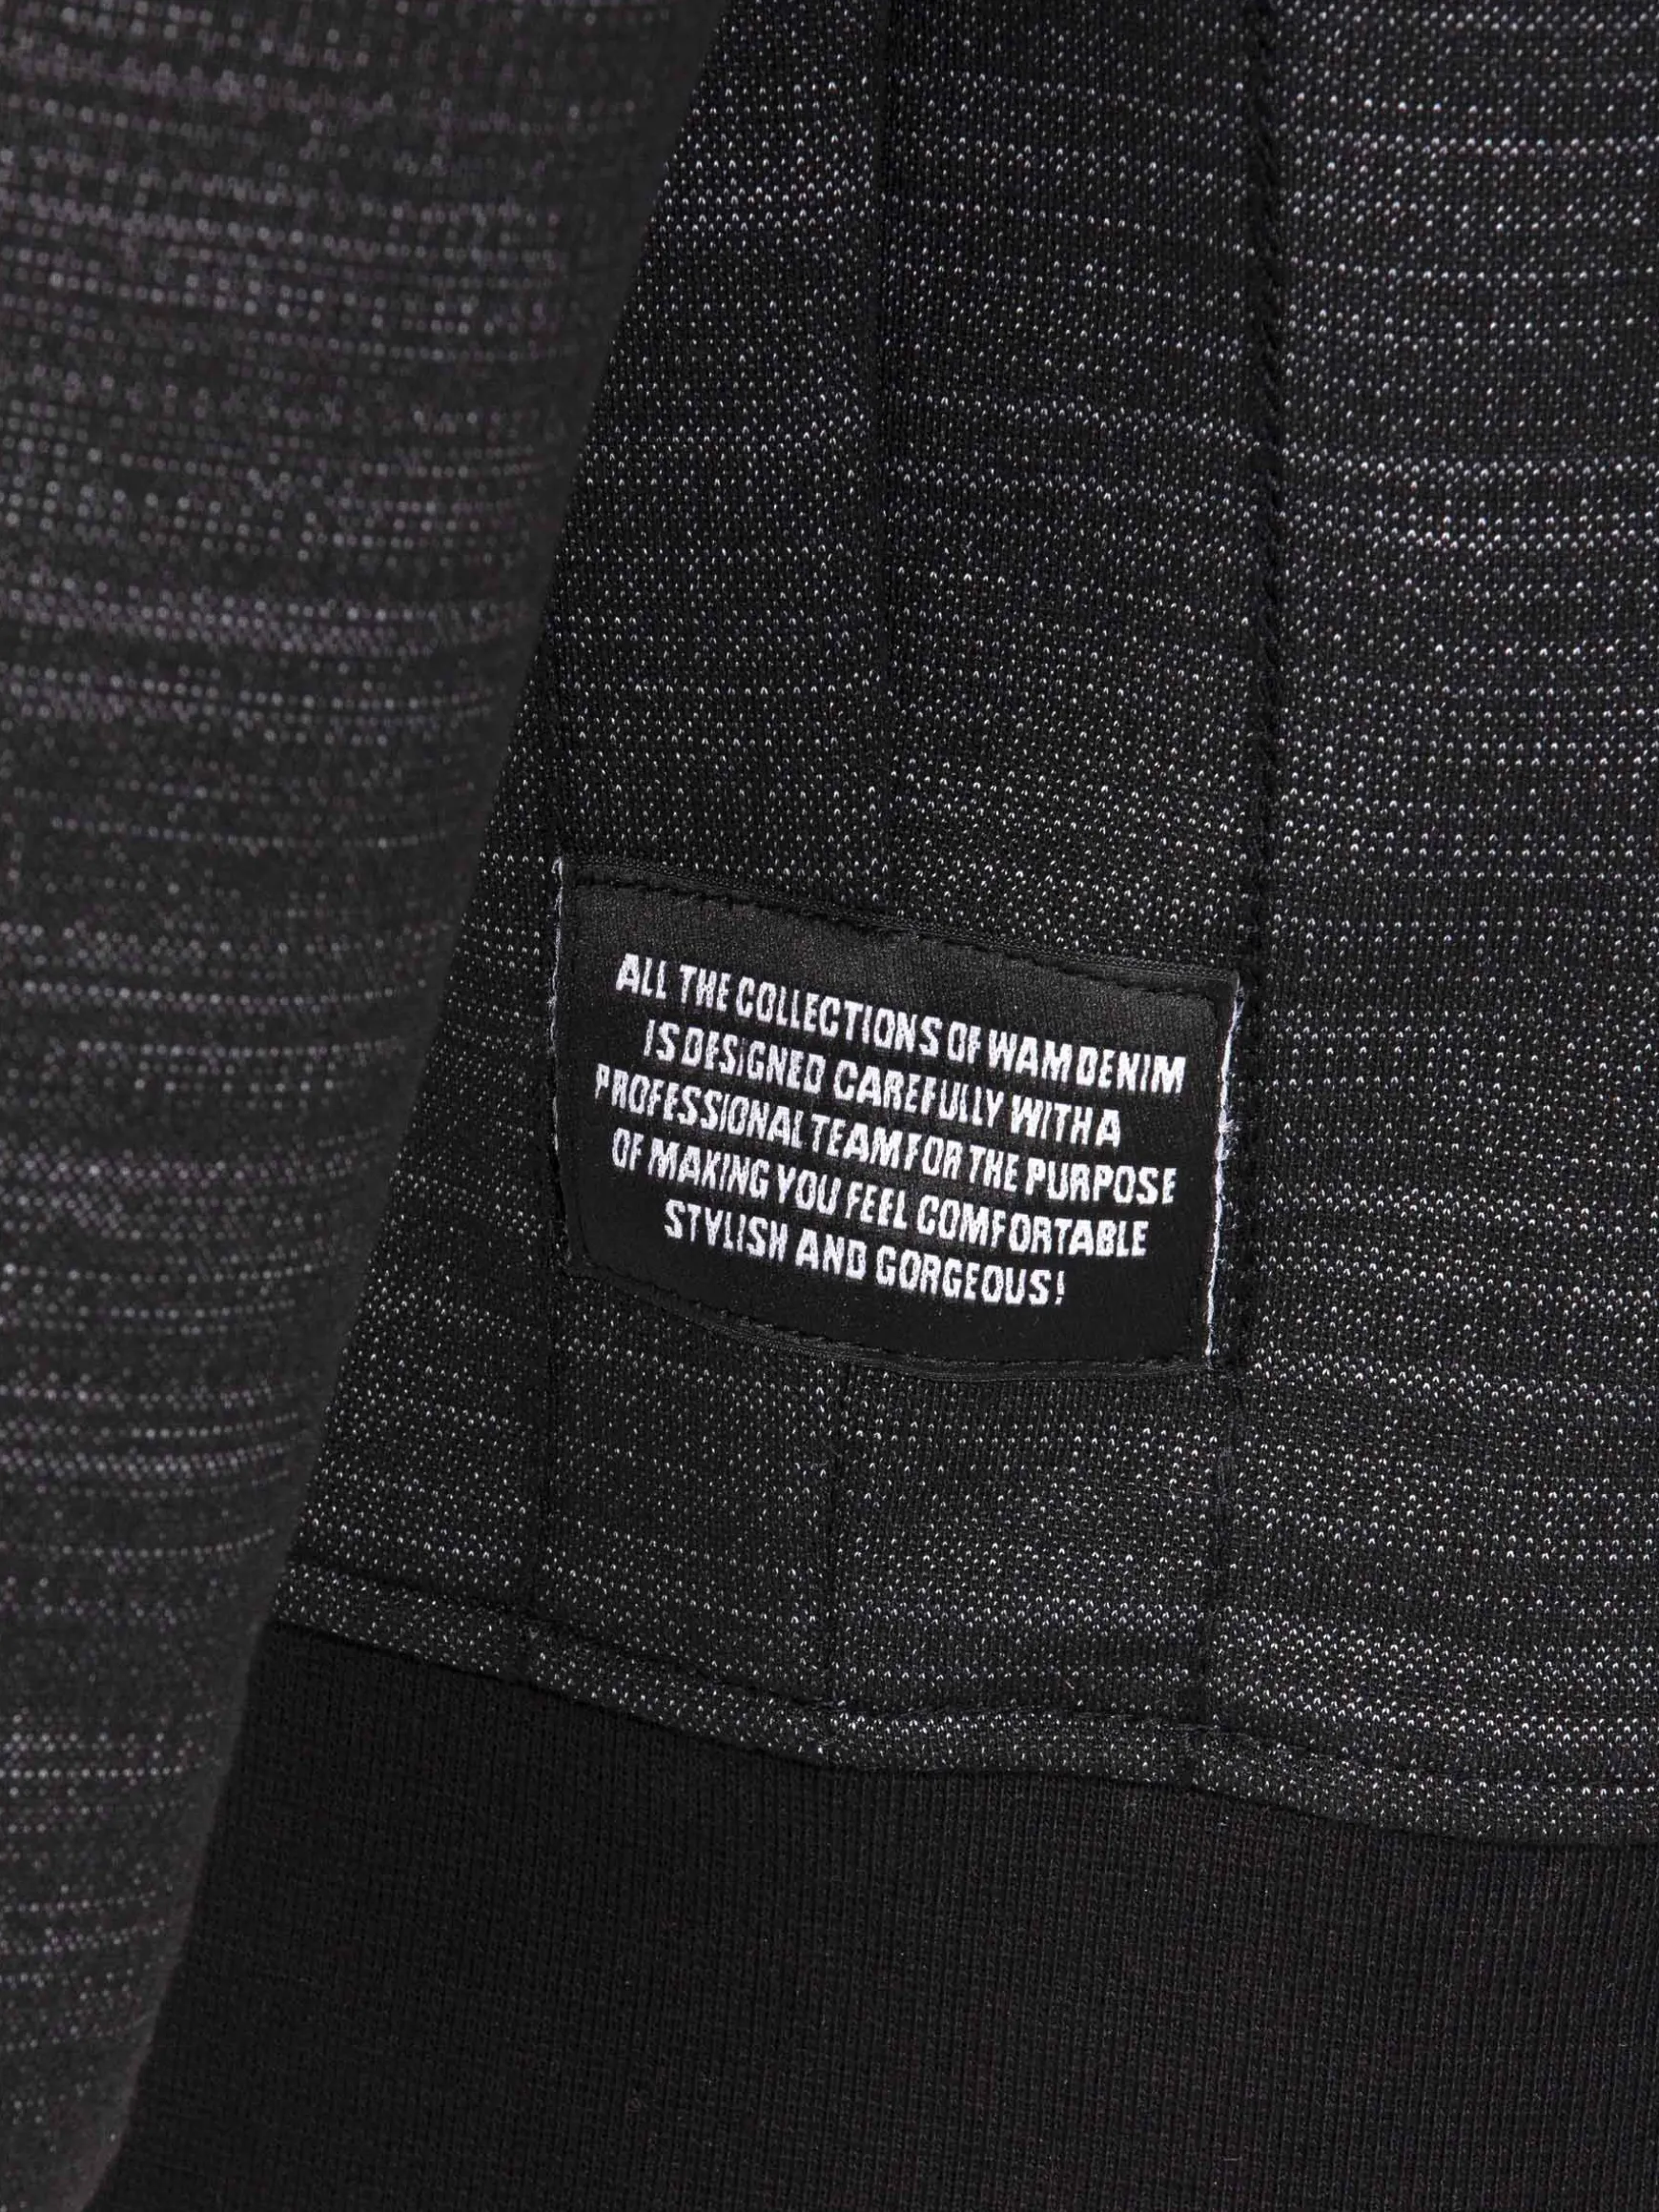 ALL THE COLLECTIONS OF WAM DENIM
IS DESIGNED CAREFULLY WITH A
PROFESSIONAL TEAM FOR THE PURPOSE
OF MAKING YOU FEEL COMFORTABLE
STYLISH AND GORGEOUS!